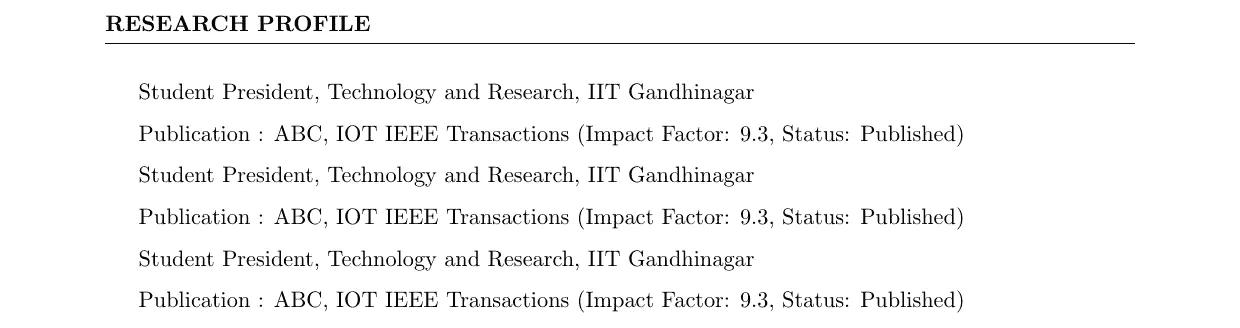 RESEARCH PROFILE
Student President, Technology and Research, IIT Gandhinagar
Publication : ABC, IOT IEEE Transactions (Impact Factor: 9.3, Status: Published)
Student President, Technology and Research, IIT Gandhinagar
Publication : ABC, IOT IEEE Transactions (Impact Factor: 9.3, Status: Published)
Student President, Technology and Research, IIT Gandhinagar
Publication : ABC, IOT IEEE Transactions (Impact Factor: 9.3, Status: Published)